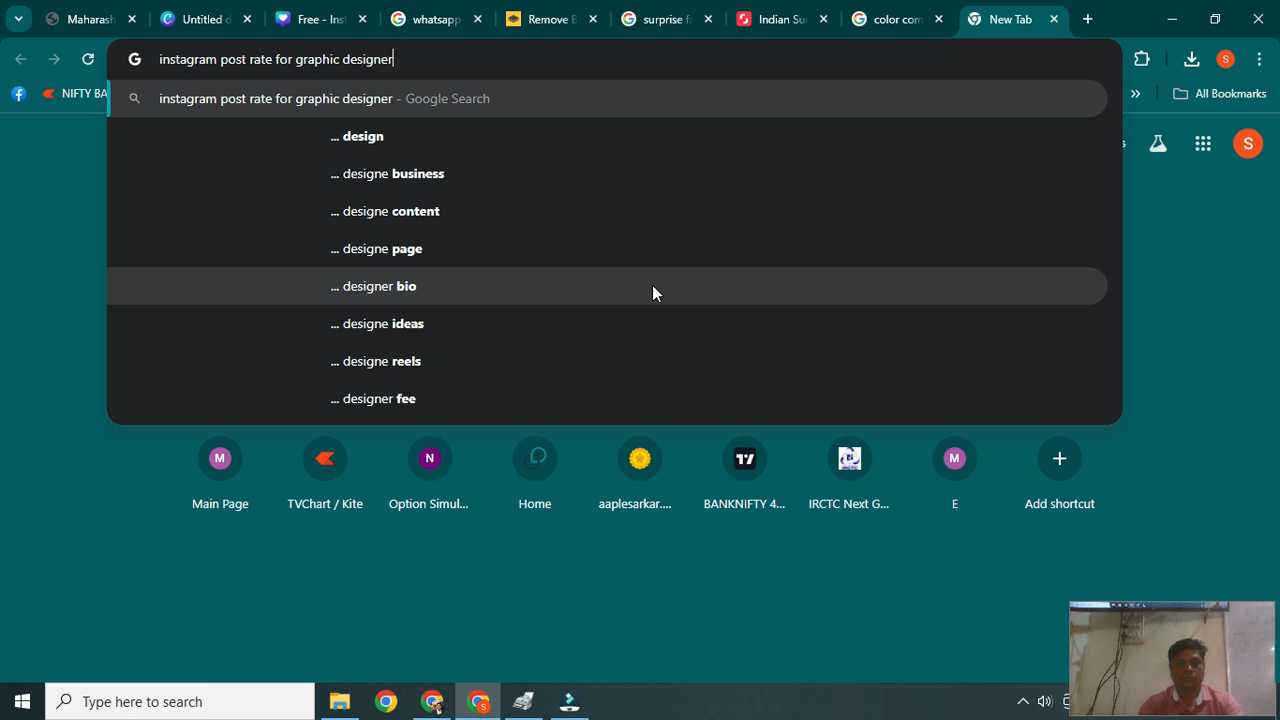 Maharash
Untitled d
Free - Ins
whatsapp
Remove B
surprise fa
Indian Su
color com
New Tab
instagram post rate for graphic designer
S
NIFTY BA
All Bookmarks
instagram post rate for graphic designer - Google Search
... design
... designe business
... designe content
... designe page
... designer bio
... designe ideas
... designe reels
... designer fee
s
S
M
N
M
Main Page
TVChart / Kite
Option Simul...
Home
aaplesarkar....
BANKNIFTY 4...
IRCTC Next G...
E
Add shortcut
Type here to search